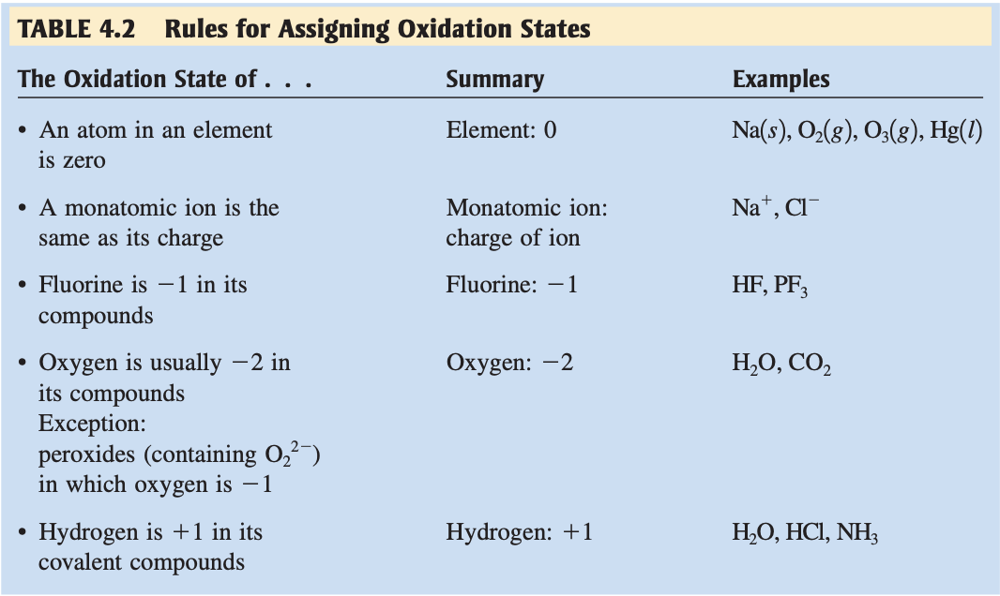 TABLE 4.2 Rules for Assigning Oxidation States
The Oxidation State of . . . Summary Examples
• An atom in an element Element: 0 Na(s), O₂(g), O₃(g), Hg(l)
is zero
• A monatomic ion is the Monatomic ion: Na⁺, Cl⁻
same as its charge charge of ion
• Fluorine is −1 in its Fluorine: −1 HF, PF₃
compounds
• Oxygen is usually −2 in Oxygen: −2 H₂O, CO₂
its compounds
Exception:
peroxides (containing O₂²⁻)
in which oxygen is −1
• Hydrogen is +1 in its Hydrogen: +1 H₂O, HCl, NH₃
covalent compounds